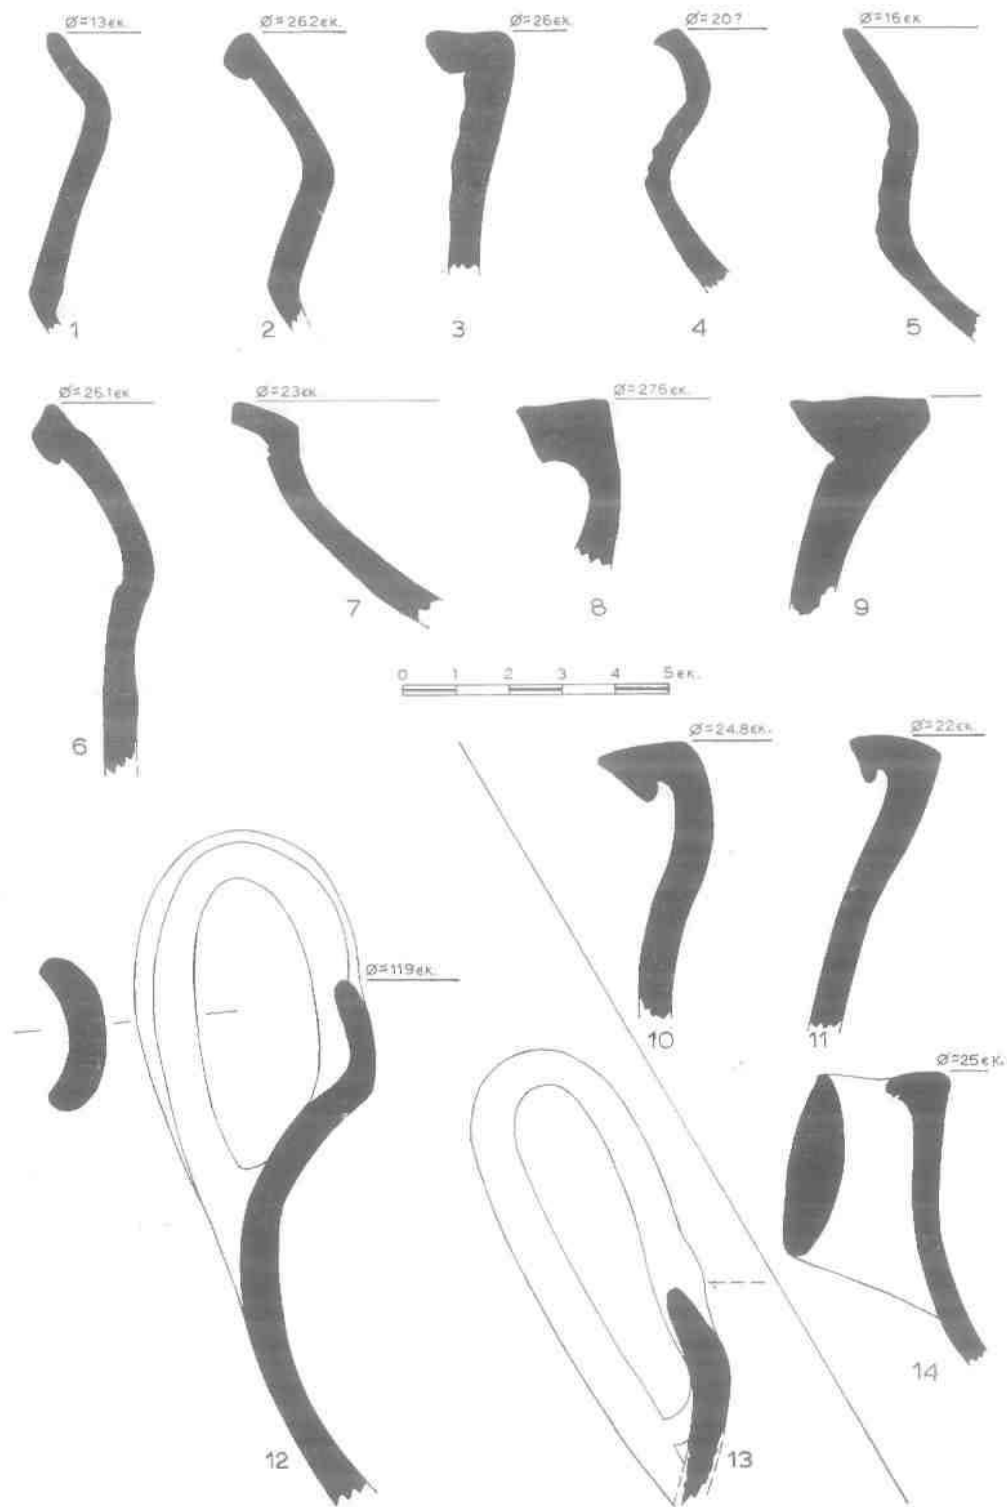 Ø=13εκ. Ø=26.2εκ. Ø=26εκ. Ø=20? Ø=16εκ
1 2 3 4 5
Ø=26.1εκ Ø=23εκ Ø=27.6εκ.
6 7 8 9
0 1 2 3 4 5εκ.
Ø=24.8εκ. Ø=22εκ.
10 11
Ø=11.9εκ.
Ø=25εκ.
12 13 14